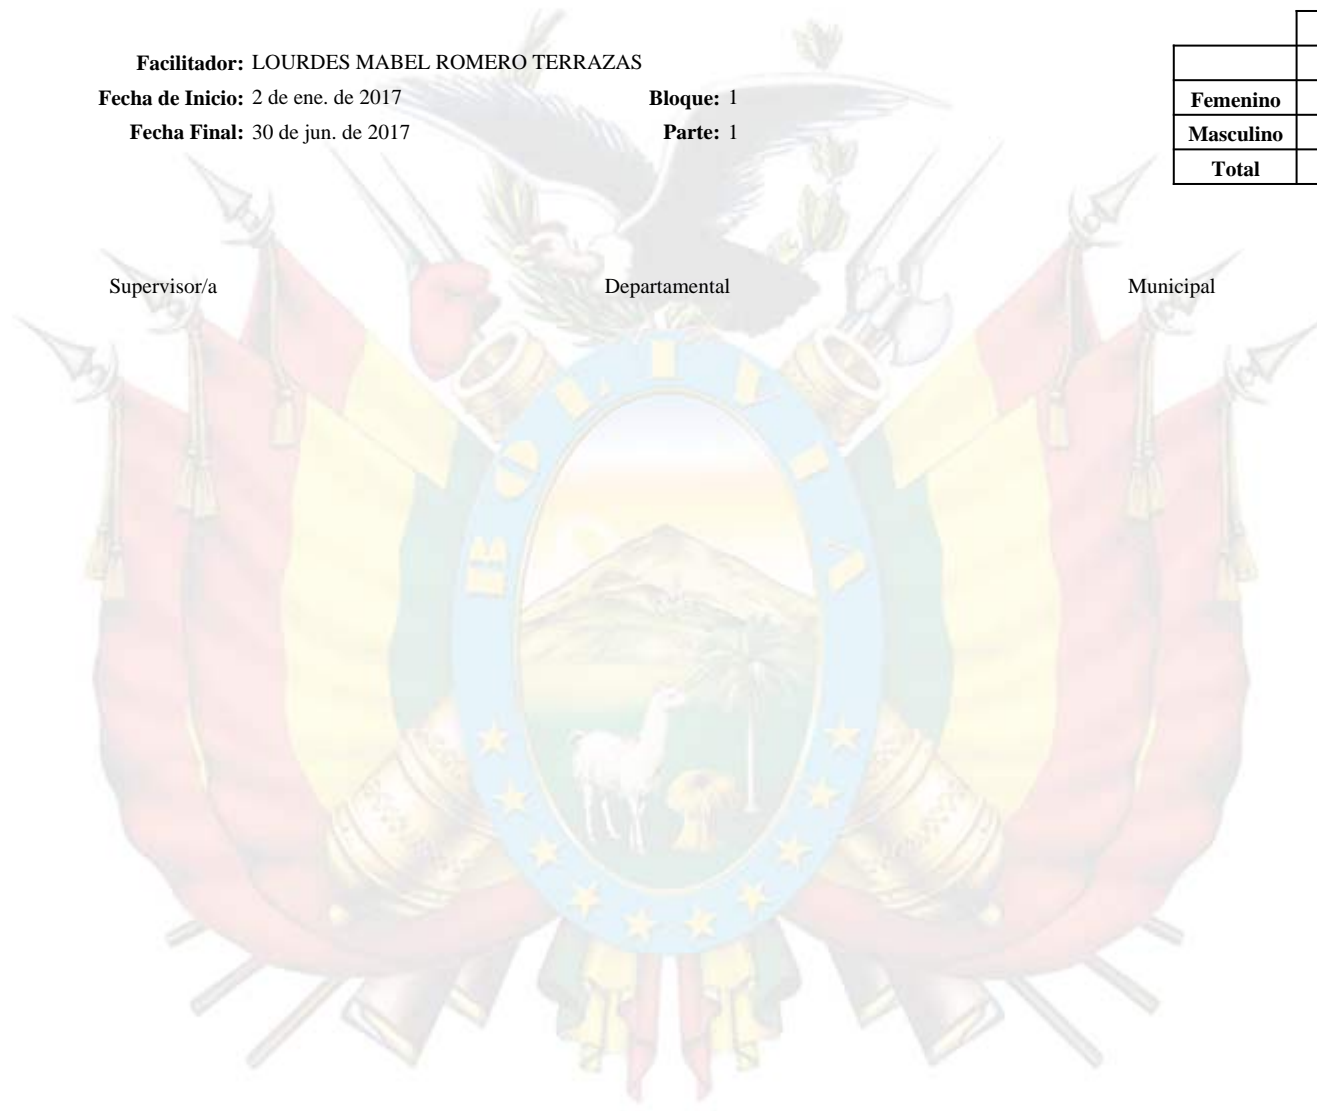 Facilitador: LOURDES MABEL ROMERO TERRAZAS
Fecha de Inicio: 2 de ene. de 2017 Bloque: 1
Fecha Final: 30 de jun. de 2017 Parte: 1
Femenino
Masculino
Total
Supervisor/a Departamental Municipal
BOLIVIA